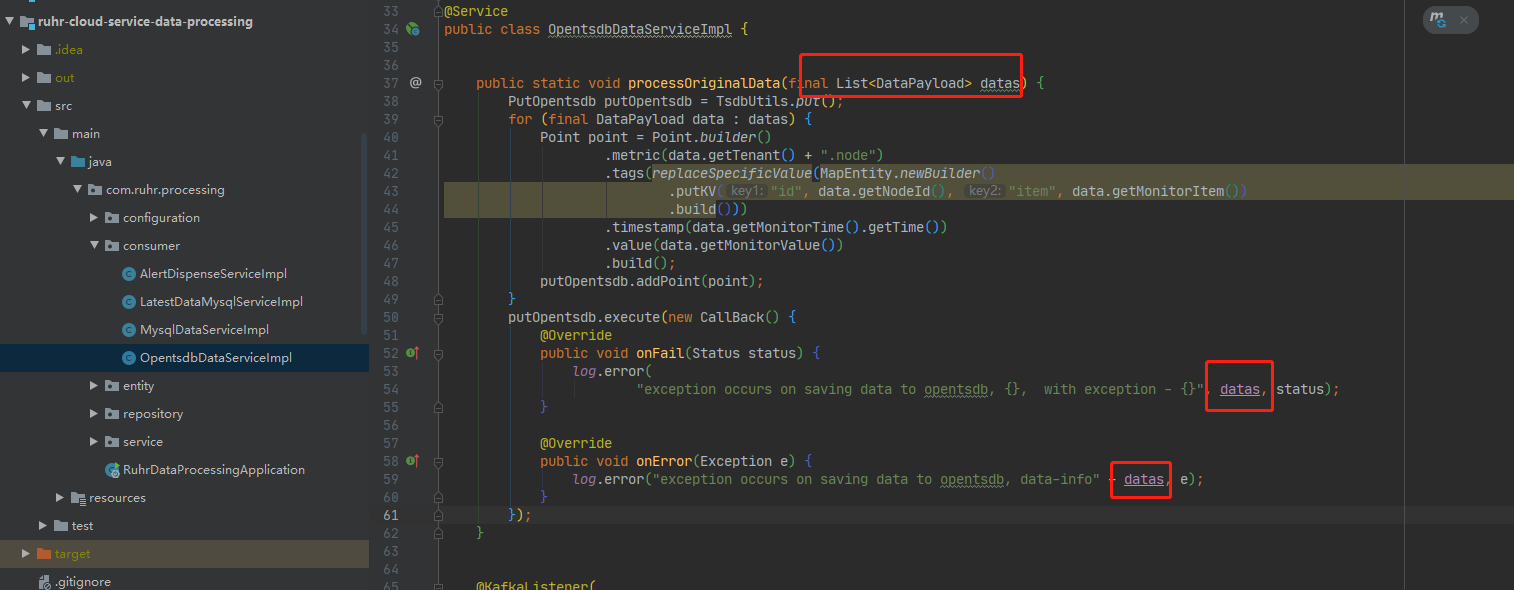 ruhr-cloud-service-data-processing
.idea
out
src
main
java
com.ruhr.processing
configuration
consumer
AlertDispenseServiceImpl
LatestDataMysqlServiceImpl
MysqlDataServiceImpl
OpentsdbDataServiceImpl
entity
repository
service
RuhrDataProcessingApplication
resources
test
target
.gitignore
33 @Service
34 public class OpentsdbDataServiceImpl {
35
36
37 @ public static void processOriginalData(final List<DataPayload> datas) {
38 PutOpentsdb putOpentsdb = TsdbUtils.put();
39 for (final DataPayload data : datas) {
40 Point point = Point.builder()
41 .metric(data.getTenant() + ".node")
42 .tags(replaceSpecificValue(MapEntity.newBuilder()
43 .putKV( key1: "id", data.getNodeId(), key2: "item", data.getMonitorItem())
44 .build()))
45 .timestamp(data.getMonitorTime().getTime())
46 .value(data.getMonitorValue())
47 .build();
48 putOpentsdb.addPoint(point);
49 }
50 putOpentsdb.execute(new CallBack() {
51 @Override
52 public void onFail(Status status) {
53 log.error(
54 "exception occurs on saving data to opentsdb, {},  with exception - {}", datas, status);
55 }
56
57 @Override
58 public void onError(Exception e) {
59 log.error("exception occurs on saving data to opentsdb, data-info" + datas, e);
60 }
61 });
62 }
63
64
65 @KafkaListener(
m